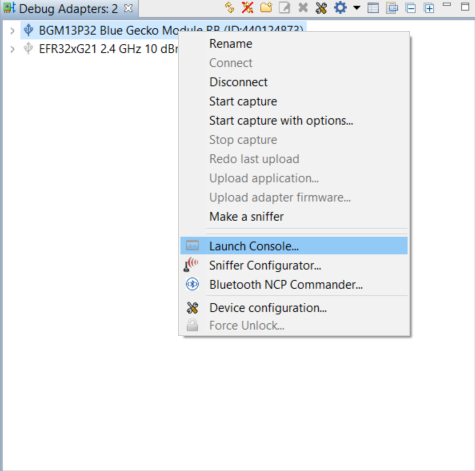 Debug Adapters: 2
BGM13P32 Blue Gecko Module RB (ID:440124873)
EFR32xG21 2.4 GHz 10 dBm
Rename
Connect
Disconnect
Start capture
Start capture with options...
Stop capture
Redo last upload
Upload application...
Upload adapter firmware...
Make a sniffer
Launch Console...
Sniffer Configurator...
Bluetooth NCP Commander...
Device configuration...
Force Unlock...